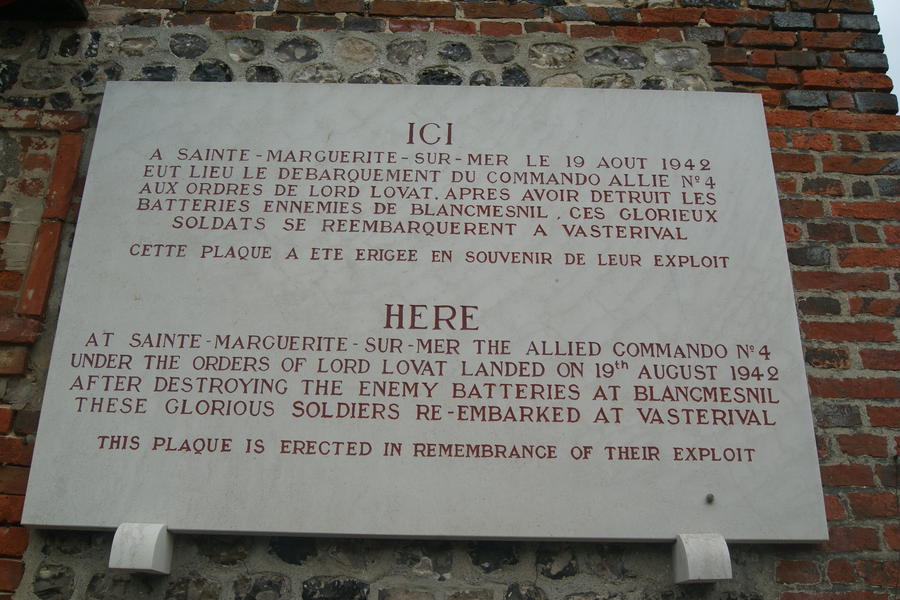 ICI
A SAINTE-MARGUERITE-SUR-MER LE 19 AOUT 1942
EUT LIEU LE DEBARQUEMENT DU COMMANDO ALLIE Nº4
AUX ORDRES DE LORD LOVAT. APRES AVOIR DETRUIT LES
BATTERIES ENNEMIES DE BLANCMESNIL, CES GLORIEUX
SOLDATS SE REEMBARQUERENT A VASTERIVAL
CETTE PLAQUE A ETE ERIGEE EN SOUVENIR DE LEUR EXPLOIT
HERE
AT SAINTE-MARGUERITE-SUR-MER THE ALLIED COMMANDO Nº4
UNDER THE ORDERS OF LORD LOVAT LANDED ON 19th AUGUST 1942
AFTER DESTROYING THE ENEMY BATTERIES AT BLANCMESNIL
THESE GLORIOUS SOLDIERS RE-EMBARKED AT VASTERIVAL
THIS PLAQUE IS ERECTED IN REMEMBRANCE OF THEIR EXPLOIT